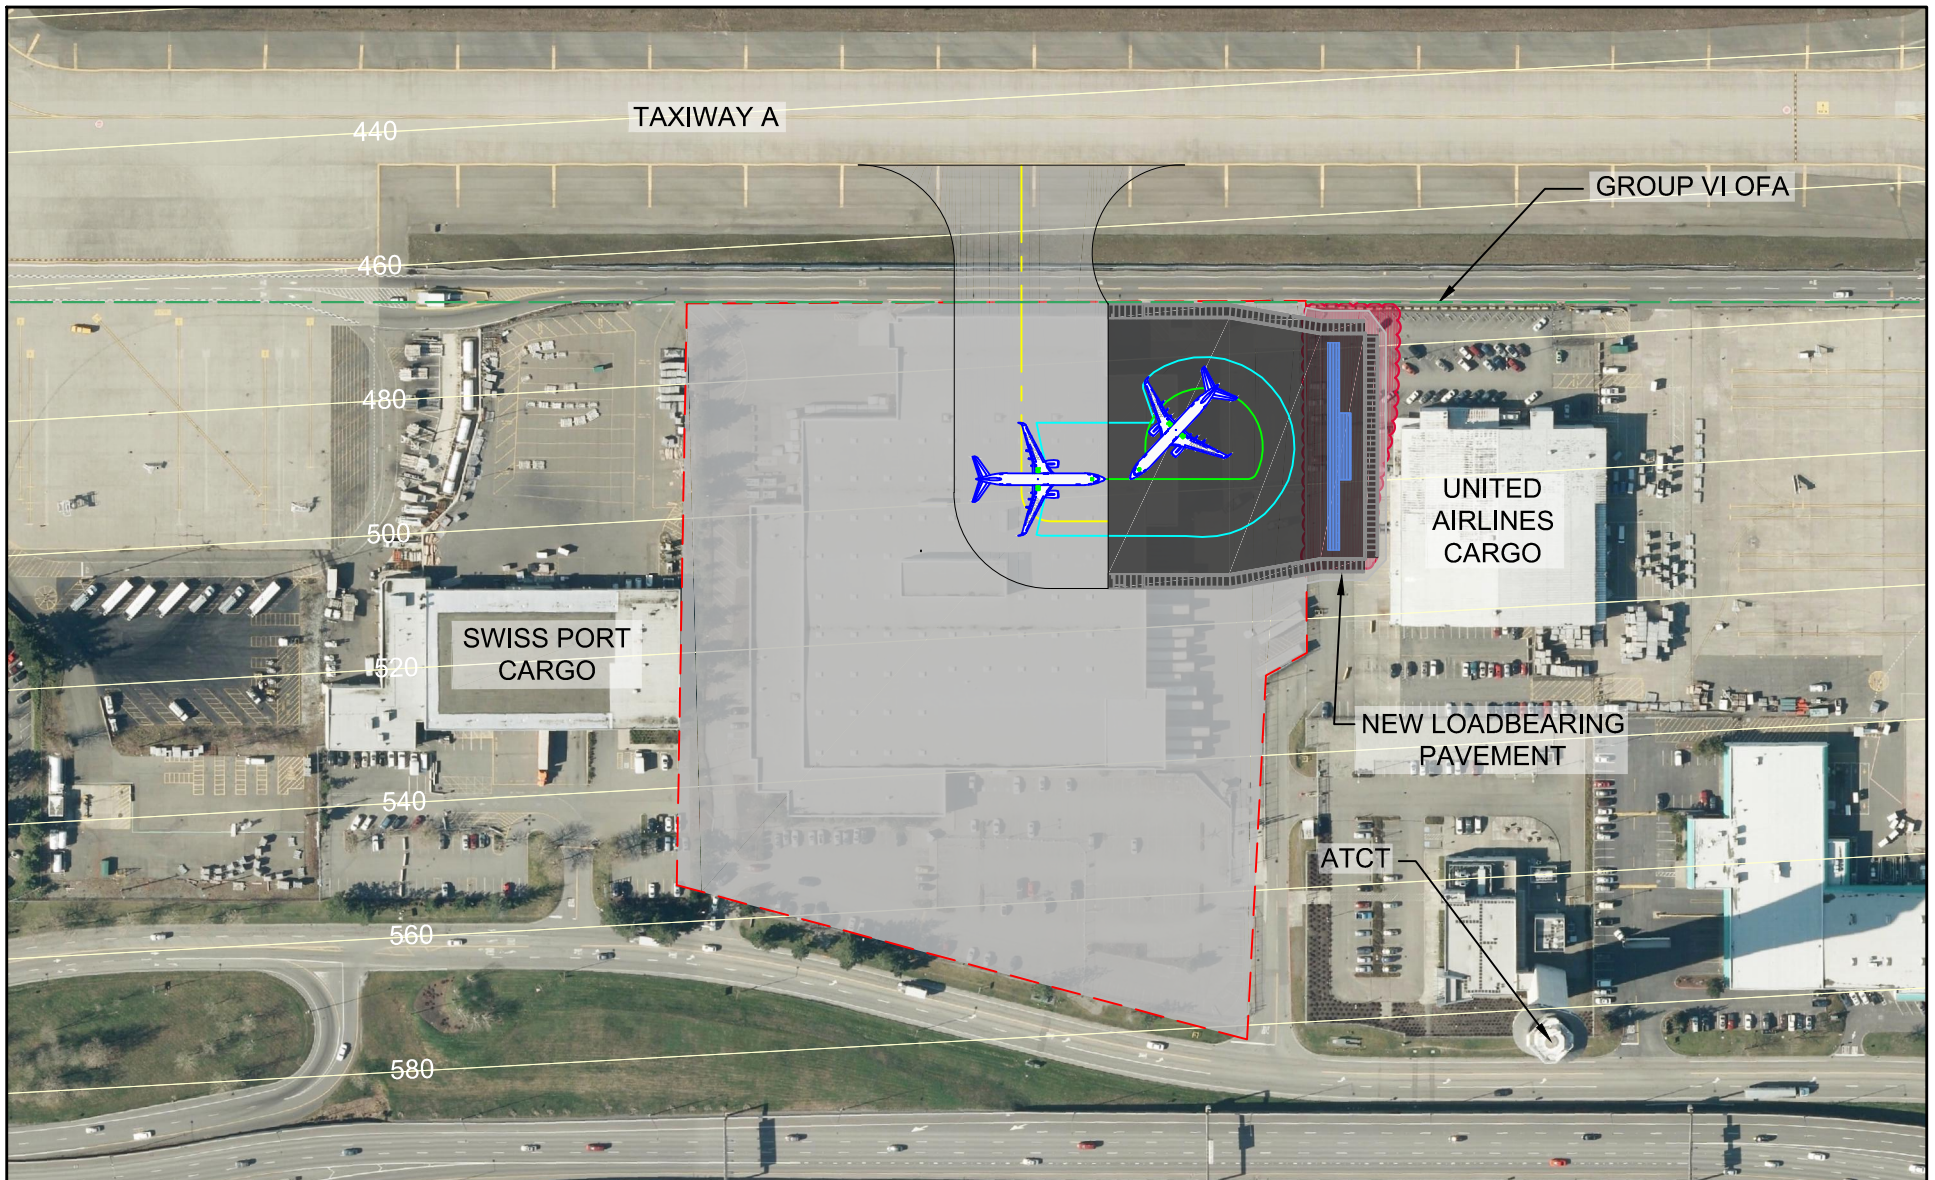 TAXIWAY A
440
GROUP VI OFA
460
480
500
UNITED
AIRLINES
CARGO
SWISS PORT
CARGO
520
NEW LOADBEARING
PAVEMENT
540
ATCT
560
580